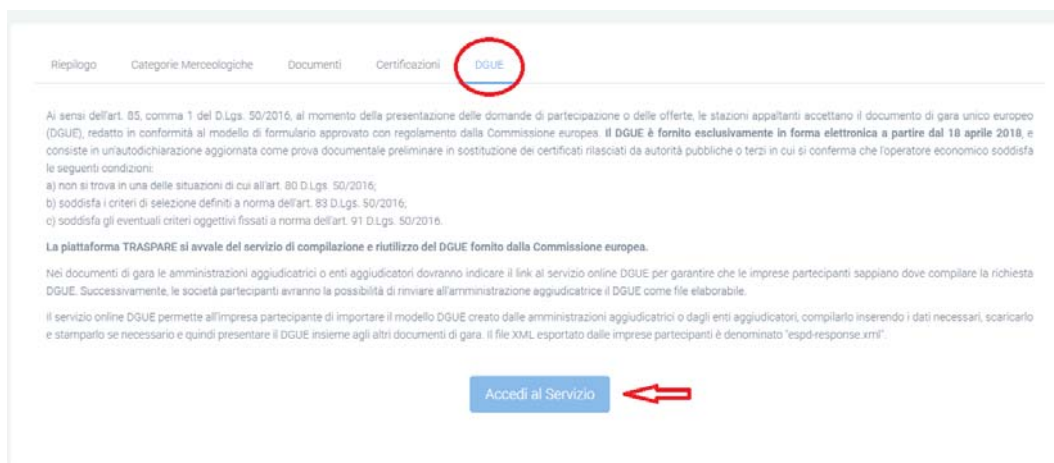 Riepilogo Categorie Merceologiche Documenti Certificazioni DGUE
Ai sensi dell'art. 85, comma 1 del D.Lgs. 50/2016, al momento della presentazione delle domande di partecipazione o delle offerte, le stazioni appaltanti accettano il documento di gara unico europeo
(DGUE), redatto in conformità al modello di formulario approvato con regolamento dalla Commissione europea. Il DGUE è fornito esclusivamente in forma elettronica a partire dal 18 aprile 2018, e
consiste in un'autodichiarazione aggiornata come prova documentale preliminare in sostituzione dei certificati rilasciati da autorità pubbliche o terzi in cui si conferma che l'operatore economico soddisfa
le seguenti condizioni:
a) non si trova in una delle situazioni di cui all'art. 80 D.Lgs. 50/2016;
b) soddisfa i criteri di selezione definiti a norma dell'art. 83 D.Lgs. 50/2016;
c) soddisfa gli eventuali criteri oggettivi fissati a norma dell'art. 91 D.Lgs. 50/2016.
La piattaforma TRASPARE si avvale del servizio di compilazione e riutilizzo del DGUE fornito dalla Commissione europea.
Nei documenti di gara le amministrazioni aggiudicatrici o enti aggiudicatori dovranno indicare il link al servizio online DGUE per garantire che le imprese partecipanti sappiano dove compilare la richiesta
DGUE. Successivamente, le società partecipanti avranno la possibilità di rinviare all'amministrazione aggiudicatrice il DGUE come file elaborabile.
Il servizio online DGUE permette all'impresa partecipante di importare il modello DGUE creato dalle amministrazioni aggiudicatrici o dagli enti aggiudicatori, compilarlo inserendo i dati necessari, scaricarlo
e stamparlo se necessario e quindi presentare il DGUE insieme agli altri documenti di gara. Il file XML esportato dalle imprese partecipanti è denominato "espd-response.xml".
Accedi al Servizio